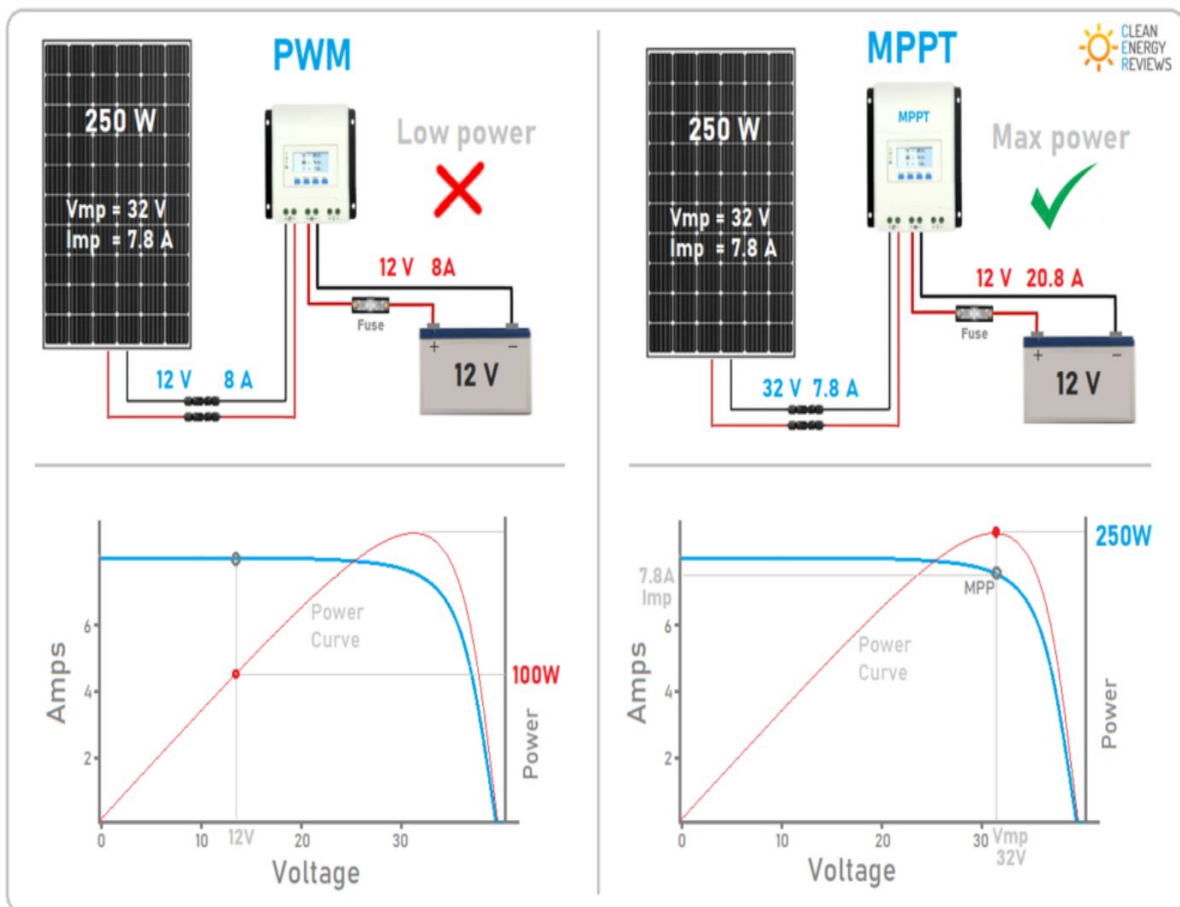 PWM
250 W
Vmp = 32 V
Imp = 7.8 A
Low power
12 V 8A
Fuse
+ −
12 V
12 V 8 A
MPPT
CLEAN
ENERGY
REVIEWS
250 W
Vmp = 32 V
Imp = 7.8 A
MPPT
Max power
12 V 20.8 A
Fuse
+ −
12 V
32 V 7.8 A
Amps
6
4
2
Power
Curve
100W
Power
0 10 12V 20 30
Voltage
250W
7.8A
Imp
MPP
Amps
6
4
2
Power
Curve
Power
0 10 20 30 Vmp
32V
Voltage